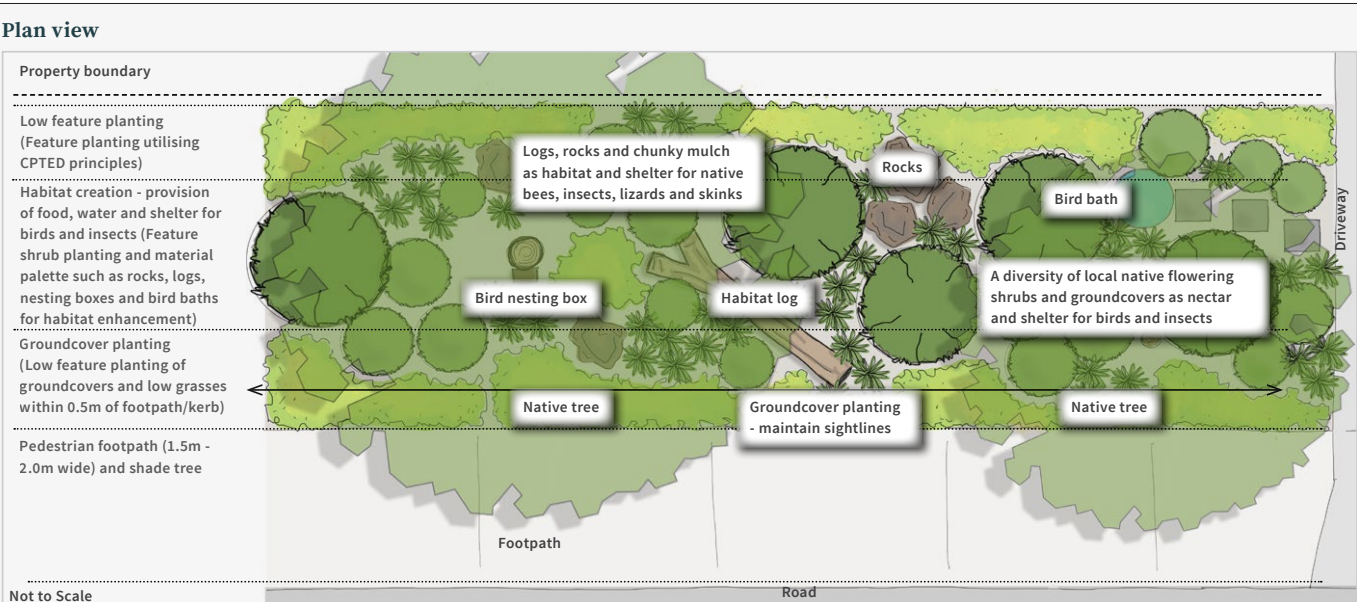 Plan view
Property boundary
Low feature planting
(Feature planting utilising
CPTED principles)
Habitat creation - provision
of food, water and shelter for
birds and insects (Feature
shrub planting and material
palette such as rocks, logs,
nesting boxes and bird baths
for habitat enhancement)
Groundcover planting
(Low feature planting of
groundcovers and low grasses
within 0.5m of footpath/kerb)
Pedestrian footpath (1.5m -
2.0m wide) and shade tree
Not to Scale
Logs, rocks and chunky mulch
as habitat and shelter for native
bees, insects, lizards and skinks
Rocks
Bird bath
Driveway
Bird nesting box
Habitat log
A diversity of local native flowering
shrubs and groundcovers as nectar
and shelter for birds and insects
Native tree
Groundcover planting
- maintain sightlines
Native tree
Footpath
Road